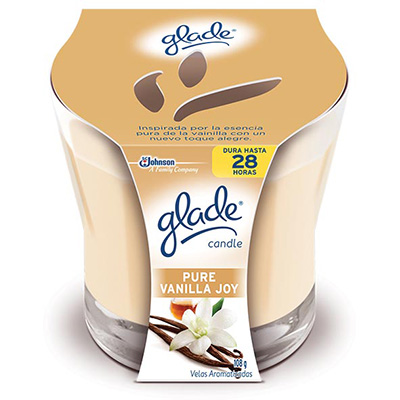 glade
Inspirada por la esencia
pura de la vainilla con un
nuevo toque alegre.
SC Johnson
A Family Company
DURA HASTA
28
HORAS
glade
candle
PURE
VANILLA JOY
108 g
Velas Aromatizadas